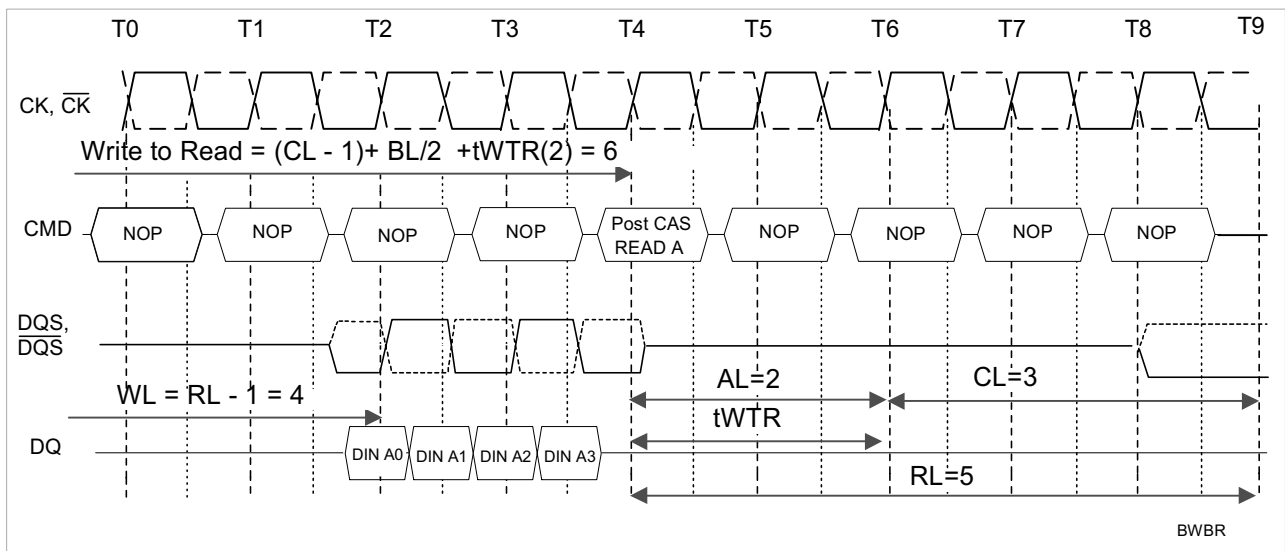 T0 T1 T2 T3 T4 T5 T6 T7 T8 T9
CK, CK
Write to Read = (CL - 1)+ BL/2 +tWTR(2) = 6
CMD NOP NOP NOP NOP Post CAS READ A NOP NOP NOP NOP
DQS,
DQS
WL = RL - 1 = 4
AL=2 CL=3
tWTR
DQ DIN A0 DIN A1 DIN A2 DIN A3
RL=5
BWBR